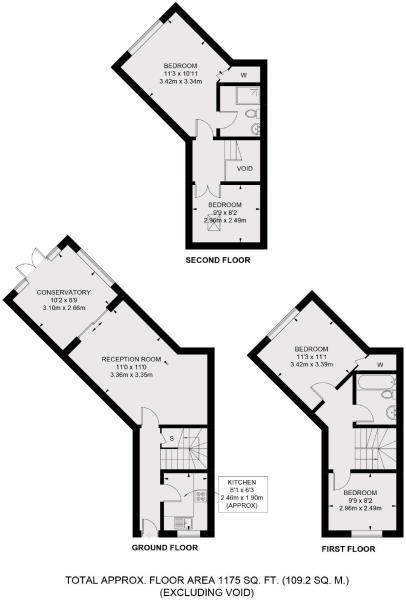 BEDROOM
11'3 x 10'11
3.42m x 3.34m
W
VOID
BEDROOM
9'9 x 8'2
2.96m x 2.49m
SECOND FLOOR
CONSERVATORY
10'2 x 8'9
3.10m x 2.66m
RECEPTION ROOM
11'0 x 11'0
3.36m x 3.35m
S
KITCHEN
8'1 x 6'3
2.46m x 1.90m
(APPROX)
GROUND FLOOR
BEDROOM
11'3 x 11'1
3.42m x 3.39m
W
BEDROOM
9'9 x 8'2
2.96m x 2.49m
FIRST FLOOR
TOTAL APPROX. FLOOR AREA 1175 SQ. FT. (109.2 SQ. M.)
(EXCLUDING VOID)